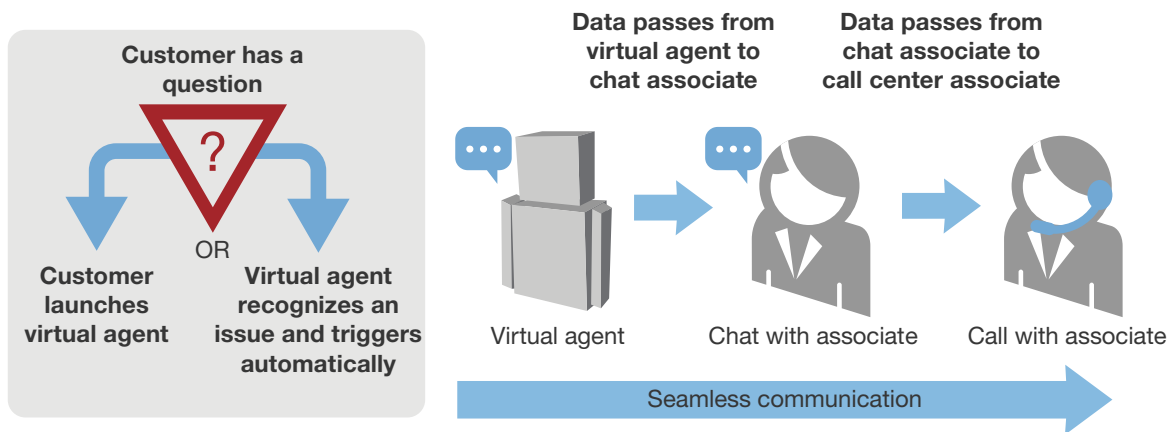 Customer has a
question
?
OR
Customer
launches
virtual agent
Virtual agent
recognizes an
issue and triggers
automatically
Data passes from
virtual agent to
chat associate
Data passes from
chat associate to
call center associate
Virtual agent
Chat with associate
Call with associate
Seamless communication